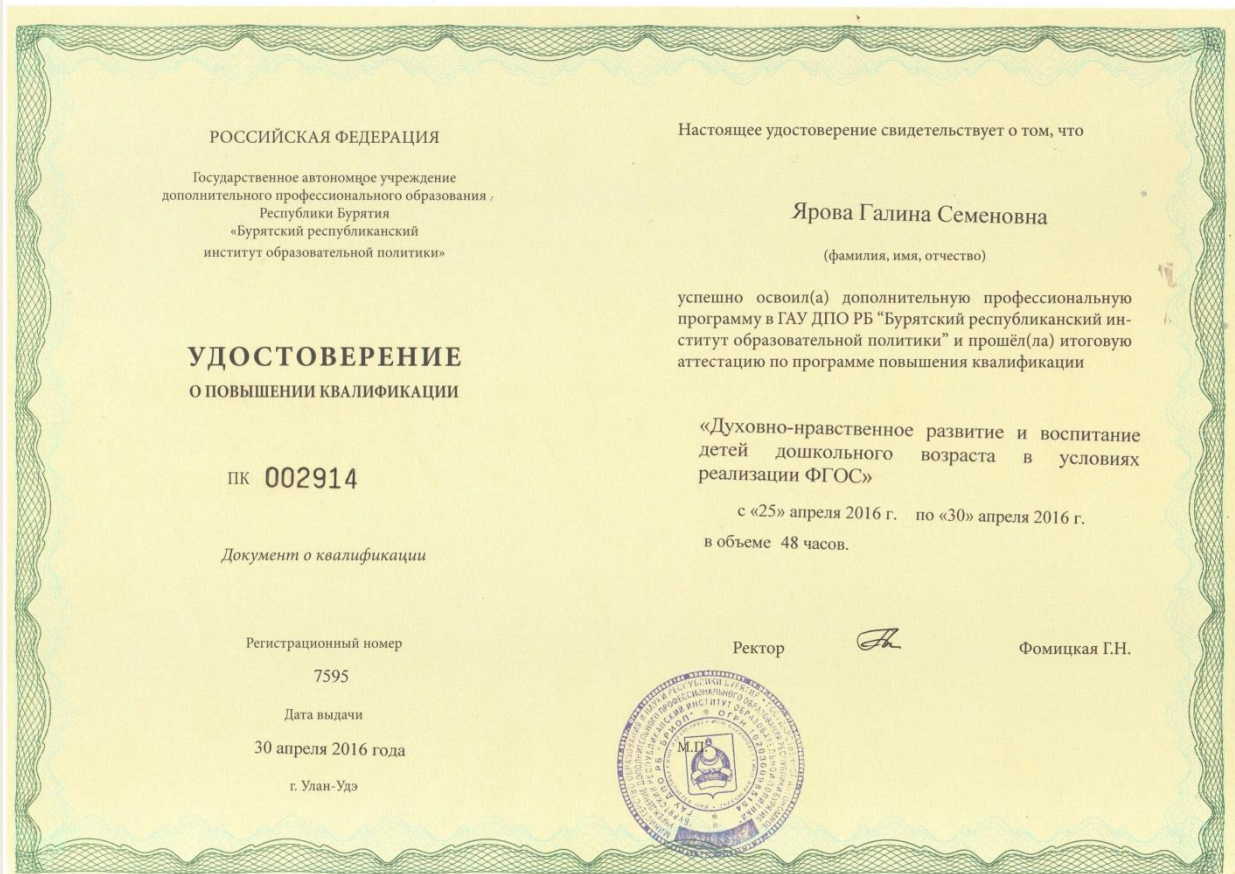 РОССИЙСКАЯ ФЕДЕРАЦИЯ
Государственное автономное учреждение
дополнительного профессионального образования
Республики Бурятия
«Бурятский республиканский
институт образовательной политики»
УДОСТОВЕРЕНИЕ
О ПОВЫШЕНИИ КВАЛИФИКАЦИИ
ПК 002914
Документ о квалификации
Регистрационный номер
7595
Дата выдачи
30 апреля 2016 года
г. Улан-Удэ
Настоящее удостоверение свидетельствует о том, что
Ярова Галина Семеновна
(фамилия, имя, отчество)
успешно освоил(а) дополнительную профессиональную
программу в ГАУ ДПО РБ “Бурятский республиканский ин-
ститут образовательной политики” и прошёл(ла) итоговую
аттестацию по программе повышения квалификации
«Духовно-нравственное развитие и воспитание
детей дошкольного возраста в условиях
реализации ФГОС»
с «25» апреля 2016 г. по «30» апреля 2016 г.
в объеме 48 часов.
Ректор Фомицкая Г.Н.
М.П.